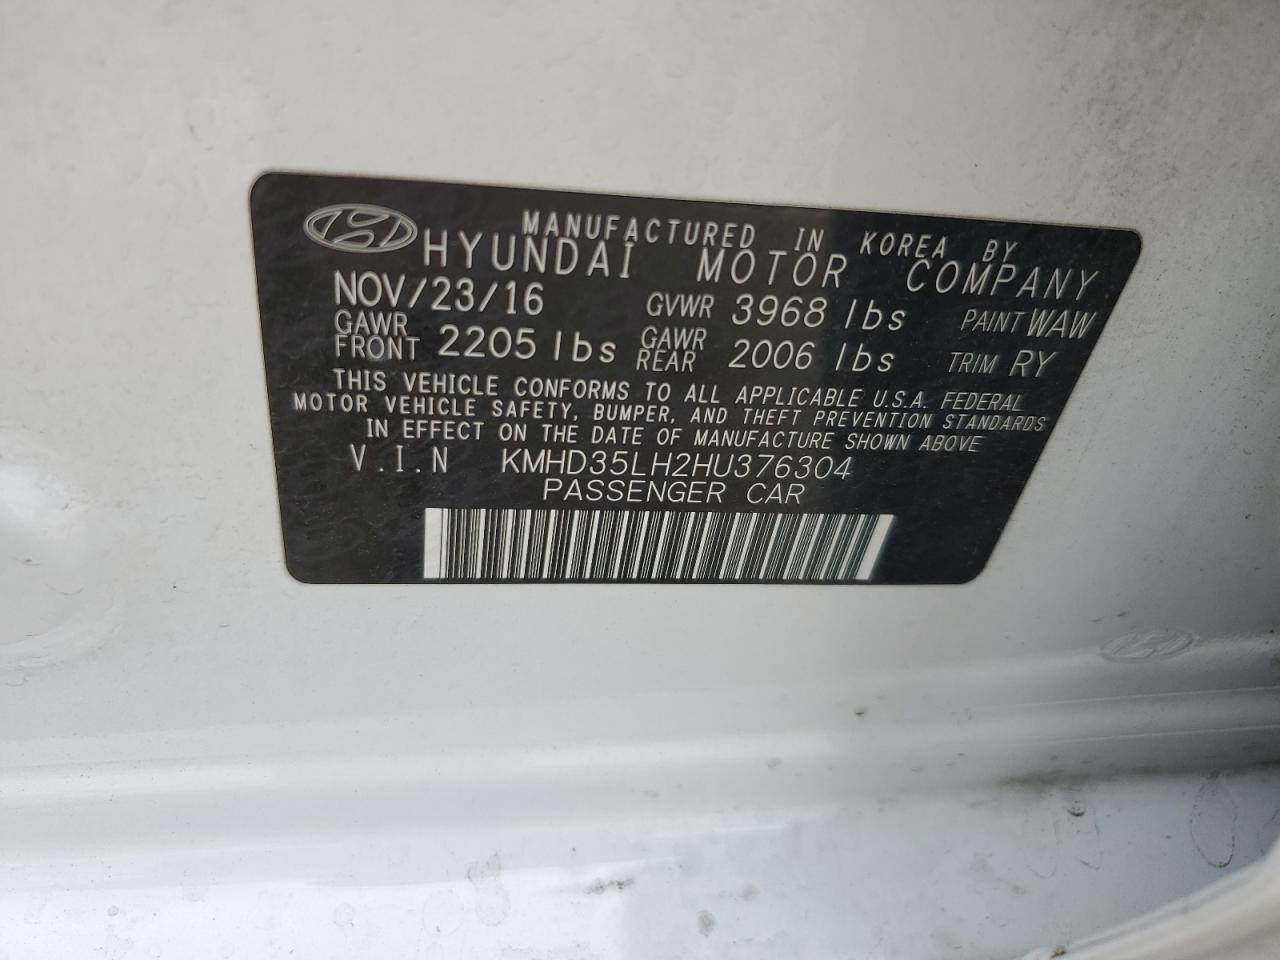 MANUFACTURED IN KOREA BY
HYUNDAI MOTOR COMPANY
NOV/23/16 GVWR 3968 lbs PAINT WAW
GAWR FRONT 2205 lbs GAWR REAR 2006 lbs TRIM RY
THIS VEHICLE CONFORMS TO ALL APPLICABLE U.S.A. FEDERAL
MOTOR VEHICLE SAFETY, BUMPER, AND THEFT PREVENTION STANDARDS
IN EFFECT ON THE DATE OF MANUFACTURE SHOWN ABOVE
V.I.N KMHD35LH2HU376304
PASSENGER CAR